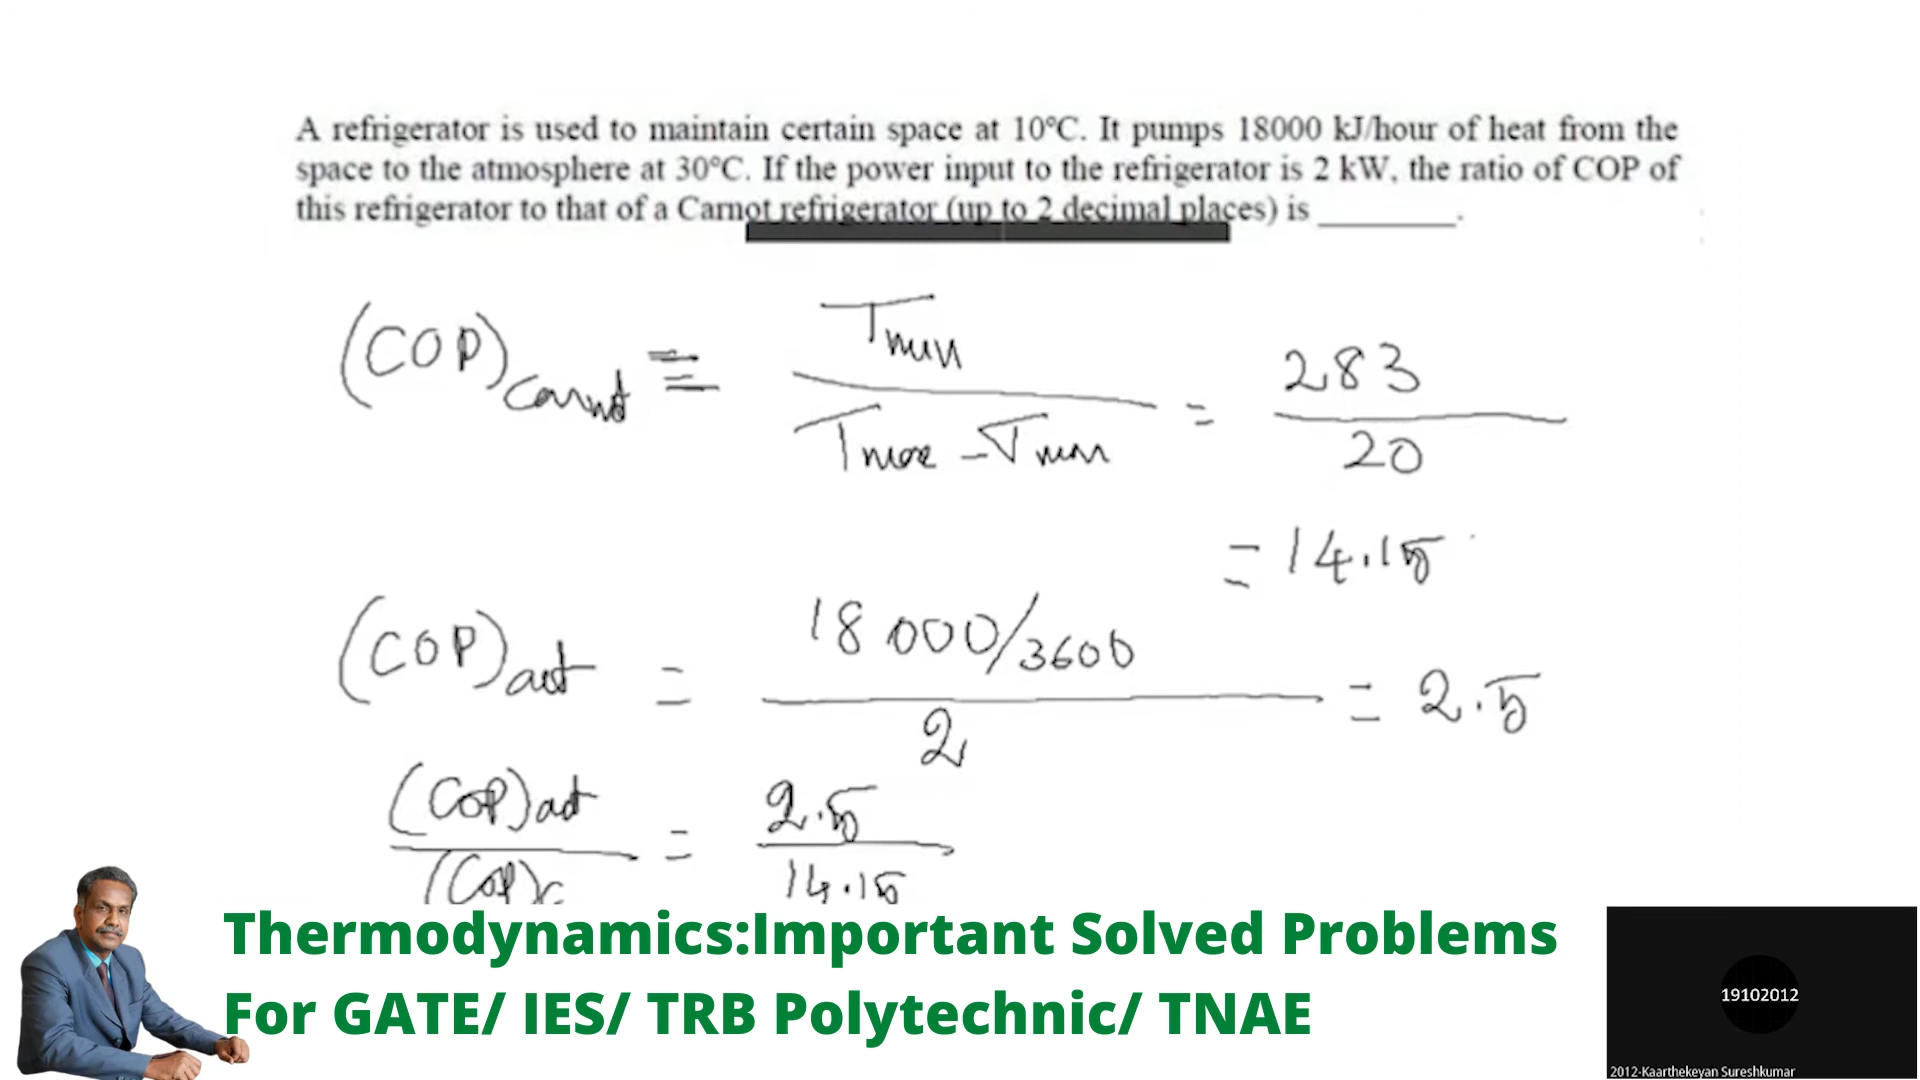 A refrigerator is used to maintain certain space at 10°C. It pumps 18000 kJ/hour of heat from the
space to the atmosphere at 30°C. If the power input to the refrigerator is 2 kW, the ratio of COP of
this refrigerator to that of a Carnot refrigerator (up to 2 decimal places) is ________.
(COP)carnot = Tmin / (Tmax - Tmin) = 283 / 20
= 14.15
(COP)act = 18000/3600 / 2 = 2.5
(COP)act / (COP)c = 2.5 / 14.15
Thermodynamics:Important Solved Problems
For GATE/ IES/ TRB Polytechnic/ TNAE
19102012
2012-Kaarthekeyan Sureshkumar